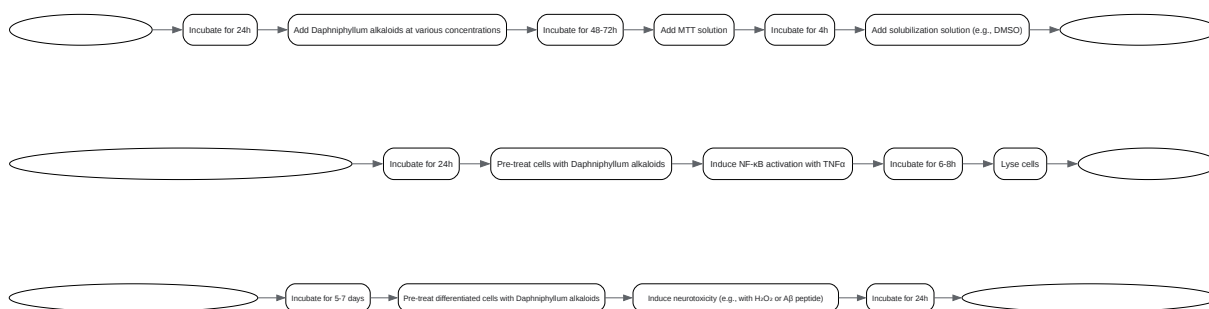 Incubate for 24h
Add Daphniphyllum alkaloids at various concentrations
Incubate for 48-72h
Add MTT solution
Incubate for 4h
Add solubilization solution (e.g., DMSO)
Incubate for 24h
Pre-treat cells with Daphniphyllum alkaloids
Induce NF-κB activation with TNFα
Incubate for 6-8h
Lyse cells
Incubate for 5-7 days
Pre-treat differentiated cells with Daphniphyllum alkaloids
Induce neurotoxicity (e.g., with H₂O₂ or Aβ peptide)
Incubate for 24h